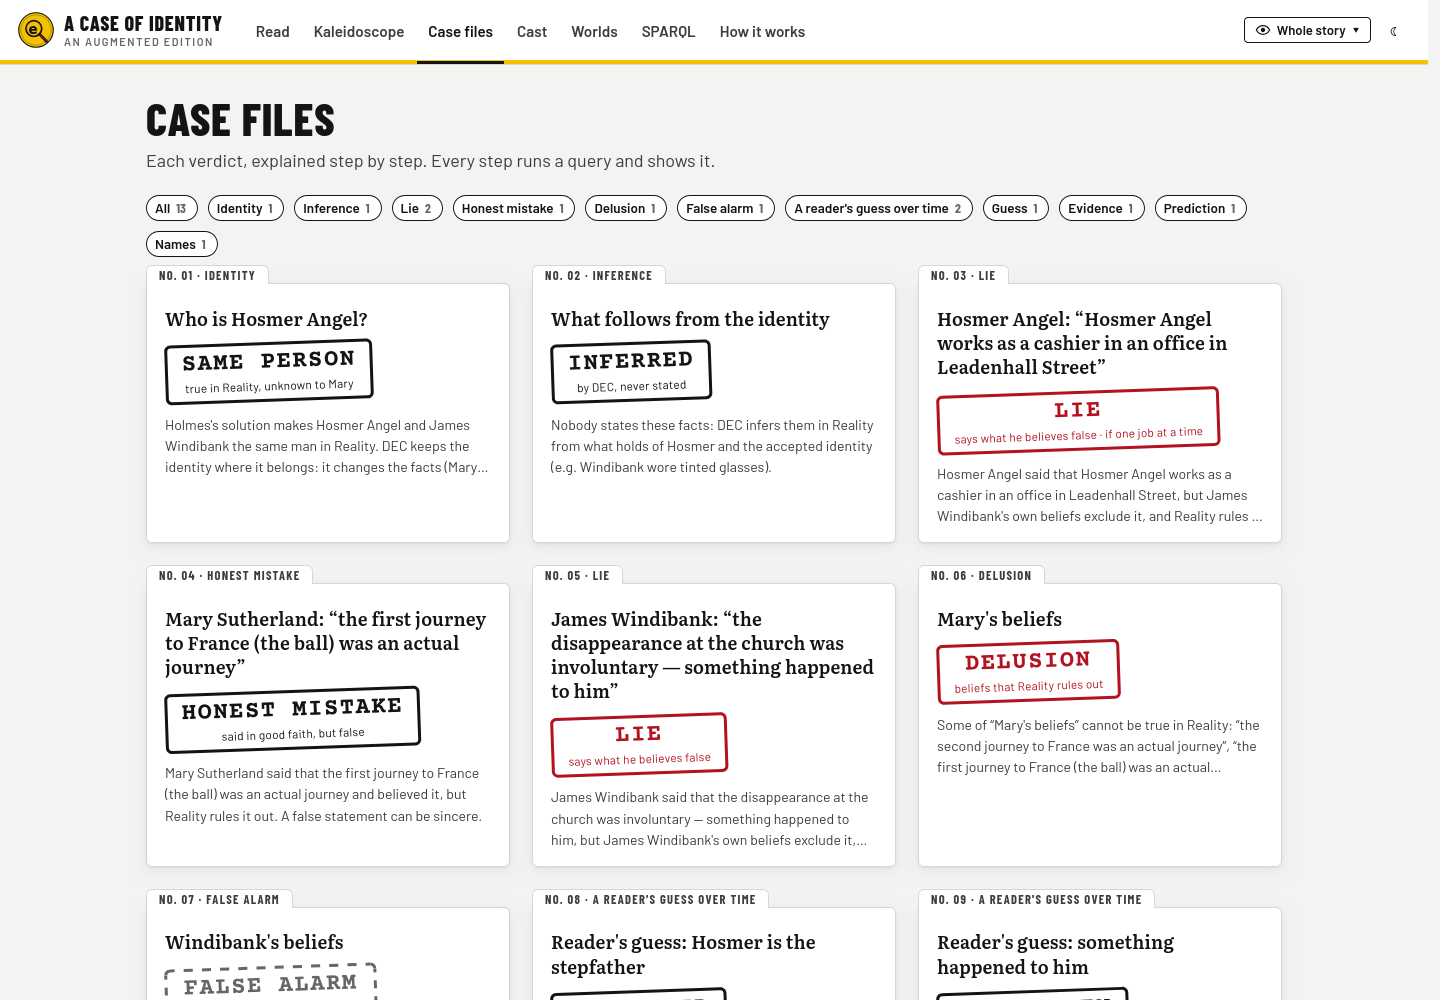 A CASE OF IDENTITY
AN AUGMENTED EDITION
Read Kaleidoscope Case files Cast Worlds SPARQL How it works
Whole story ▾
CASE FILES
Each verdict, explained step by step. Every step runs a query and shows it.
All 13 Identity 1 Inference 1 Lie 2 Honest mistake 1 Delusion 1 False alarm 1 A reader's guess over time 2 Guess 1 Evidence 1 Prediction 1
Names 1
NO. 01 · IDENTITY
Who is Hosmer Angel?
SAME PERSON
true in Reality, unknown to Mary
Holmes's solution makes Hosmer Angel and James
Windibank the same man in Reality. DEC keeps the
identity where it belongs: it changes the facts (Mary...
NO. 02 · INFERENCE
What follows from the identity
INFERRED
by DEC, never stated
Nobody states these facts: DEC infers them in Reality
from what holds of Hosmer and the accepted identity
(e.g. Windibank wore tinted glasses).
NO. 03 · LIE
Hosmer Angel: “Hosmer Angel
works as a cashier in an office in
Leadenhall Street”
LIE
says what he believes false · if one job at a time
Hosmer Angel said that Hosmer Angel works as a
cashier in an office in Leadenhall Street, but James
Windibank's own beliefs exclude it, and Reality rules ...
NO. 04 · HONEST MISTAKE
Mary Sutherland: “the first journey
to France (the ball) was an actual
journey”
HONEST MISTAKE
said in good faith, but false
Mary Sutherland said that the first journey to France
(the ball) was an actual journey and believed it, but
Reality rules it out. A false statement can be sincere.
NO. 05 · LIE
James Windibank: “the
disappearance at the church was
involuntary — something happened
to him”
LIE
says what he believes false
James Windibank said that the disappearance at the
church was involuntary — something happened to
him, but James Windibank's own beliefs exclude it,...
NO. 06 · DELUSION
Mary's beliefs
DELUSION
beliefs that Reality rules out
Some of “Mary's beliefs” cannot be true in Reality: “the
second journey to France was an actual journey”, “the
first journey to France (the ball) was an actual...
NO. 07 · FALSE ALARM
Windibank's beliefs
FALSE ALARM
NO. 08 · A READER'S GUESS OVER TIME
Reader's guess: Hosmer is the
stepfather
NO. 09 · A READER'S GUESS OVER TIME
Reader's guess: something
happened to him